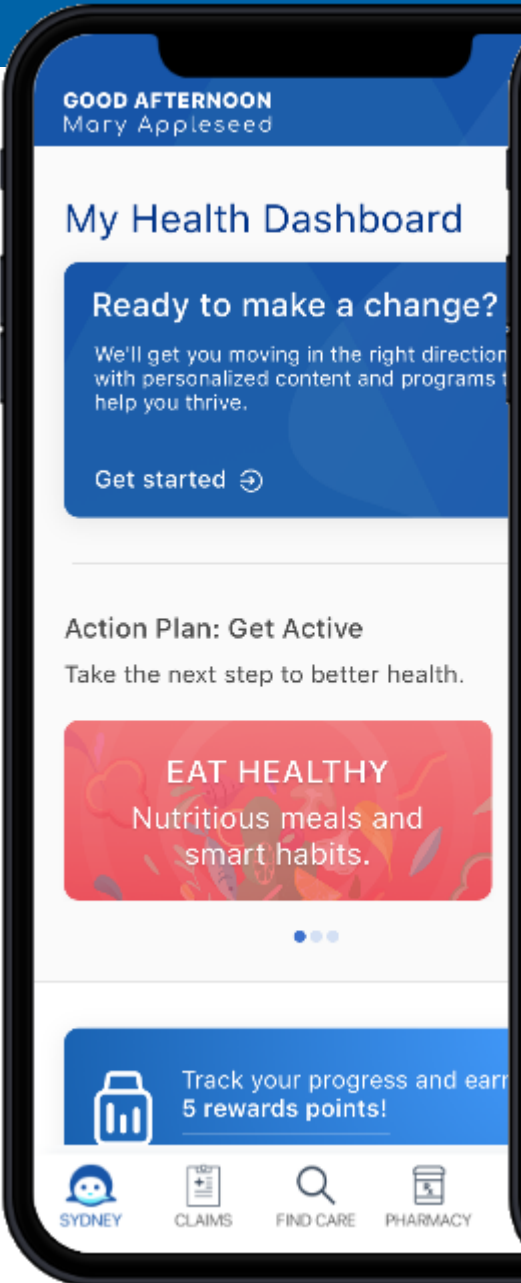 GOOD AFTERNOON
Mary Appleseed
My Health Dashboard
Ready to make a change?
We'll get you moving in the right direction
with personalized content and programs t
help you thrive.
Get started
Action Plan: Get Active
Take the next step to better health.
EAT HEALTHY
Nutritious meals and
smart habits.
Track your progress and earn
5 rewards points!
SYDNEY
CLAIMS
FIND CARE
PHARMACY